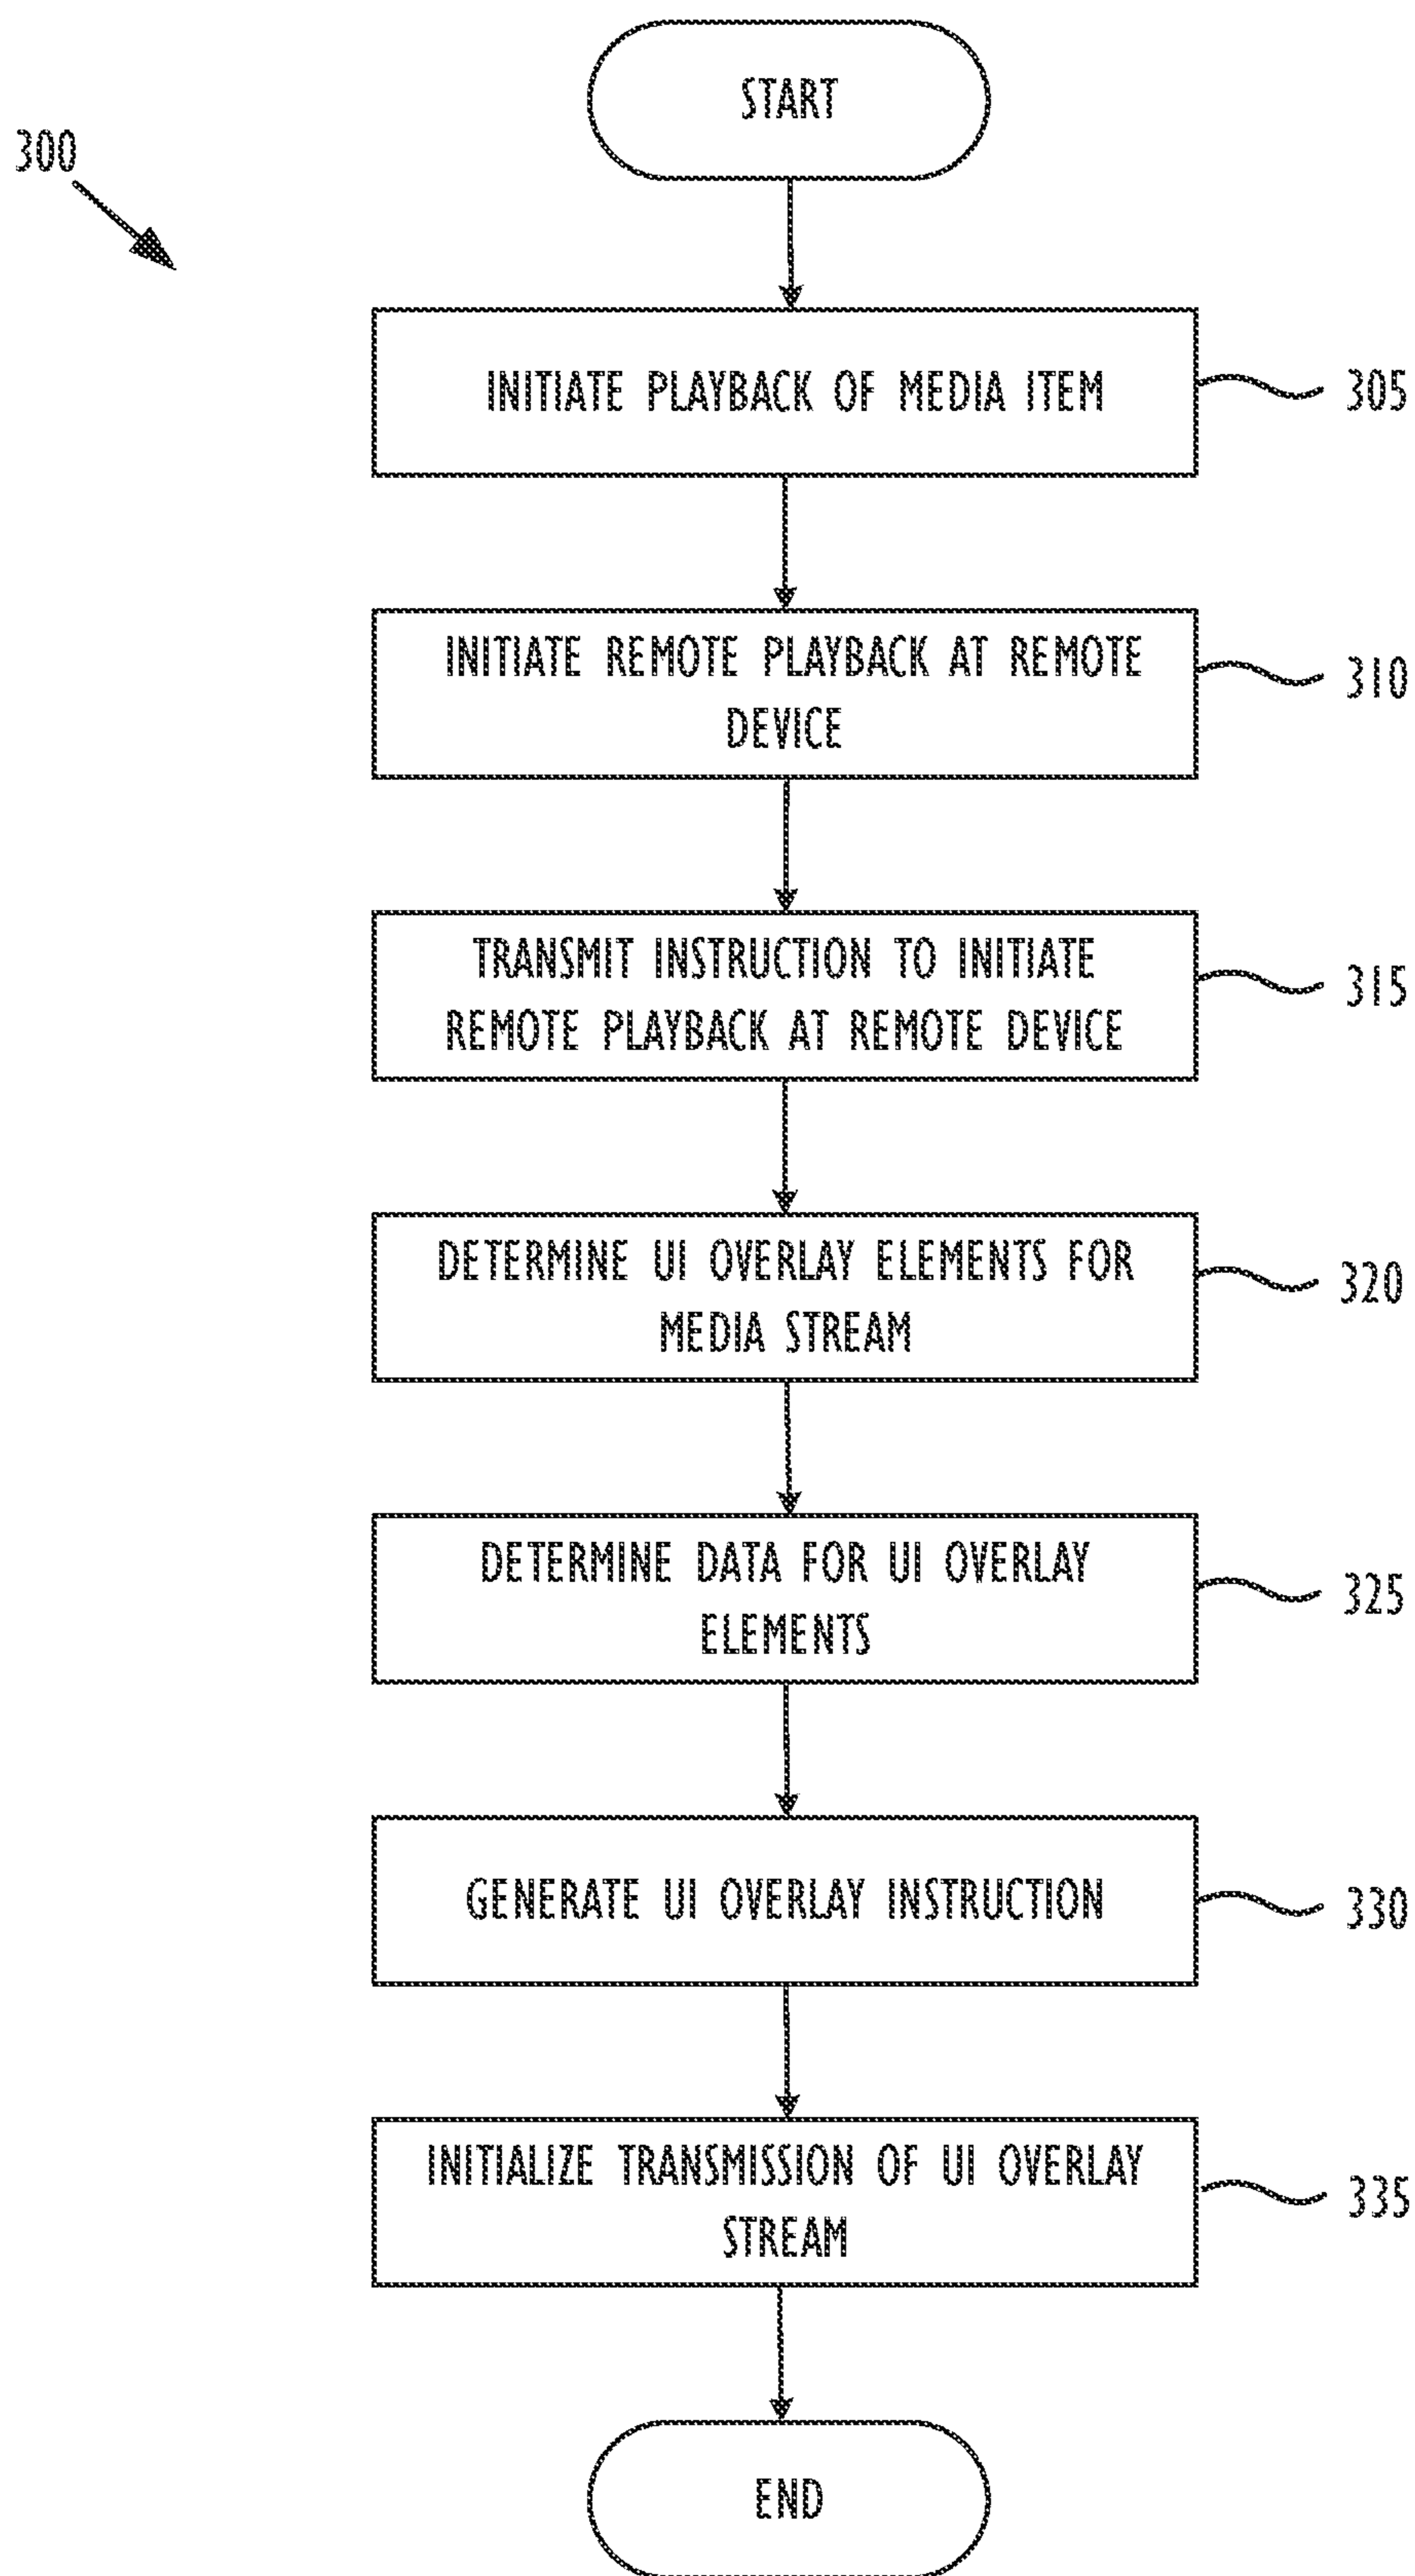 START
300
INITIATE PLAYBACK OF MEDIA ITEM
305
INITIATE REMOTE PLAYBACK AT REMOTE
DEVICE
310
TRANSMIT INSTRUCTION TO INITIATE
REMOTE PLAYBACK AT REMOTE DEVICE
315
DETERMINE UI OVERLAY ELEMENTS FOR
MEDIA STREAM
320
DETERMINE DATA FOR UI OVERLAY
ELEMENTS
325
GENERATE UI OVERLAY INSTRUCTION
330
INITIALIZE TRANSMISSION OF UI OVERLAY
STREAM
335
END